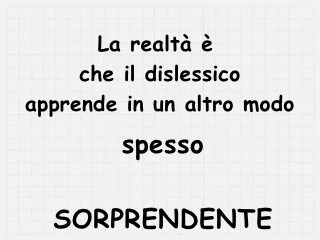 La realtà è
che il dislessico
apprende in un altro modo
spesso
SORPRENDENTE